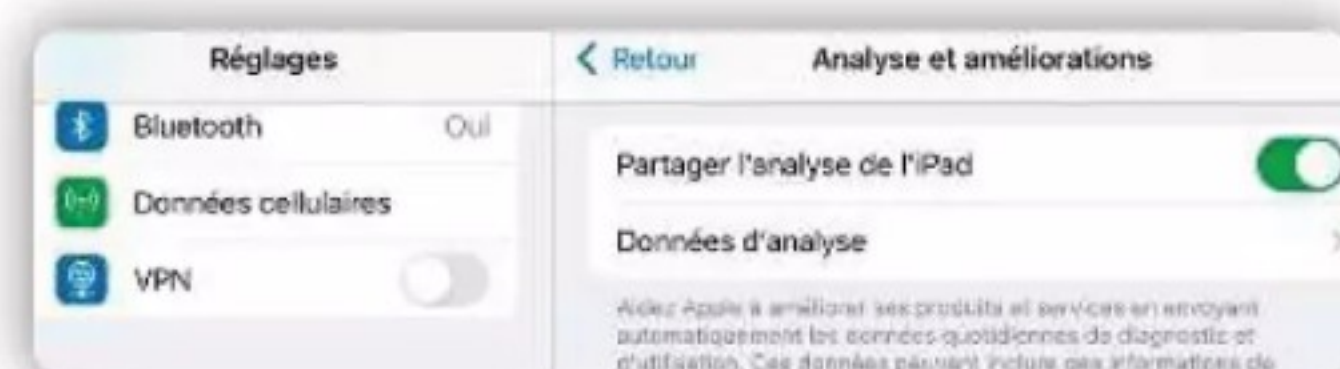 Réglages
Bluetooth Oui
Données cellulaires
VPN
Retour Analyse et améliorations
Partager l'analyse de l'iPad
Données d'analyse
Aidez Apple à améliorer ses produits et services en envoyant
automatiquement les données quotidiennes de diagnostic et
d'utilisation. Ces données peuvent inclure des informations de